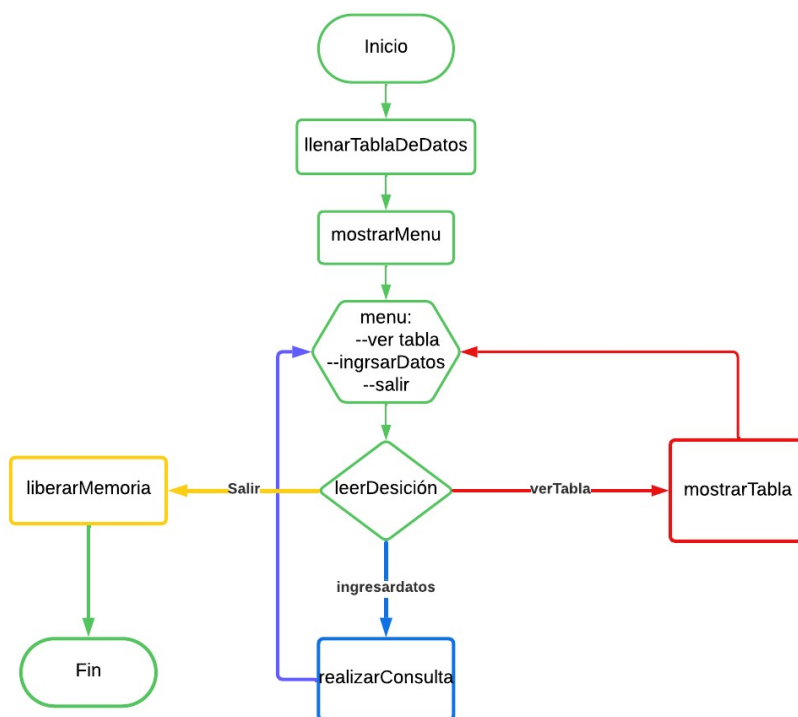 Inicio
llenarTablaDeDatos
mostrarMenu
menu:
--ver tabla
--ingrsarDatos
--salir
liberarMemoria
Salir
leerDesición
verTabla
mostrarTabla
ingresardatos
Fin
realizarConsulta